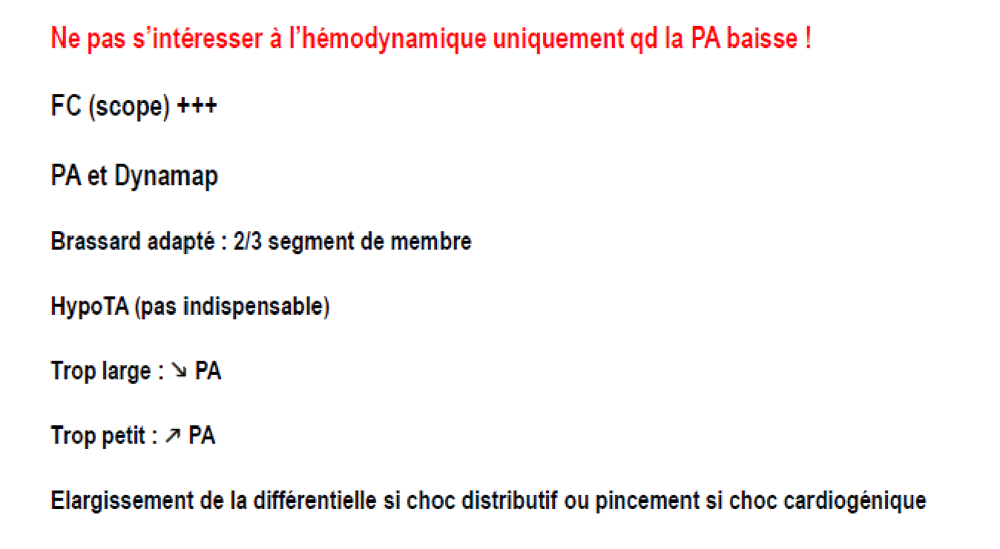 Ne pas s’intéresser à l’hémodynamique uniquement qd la PA baisse !
FC (scope) +++
PA et Dynamap
Brassard adapté : 2/3 segment de membre
HypoTA (pas indispensable)
Trop large : ↘ PA
Trop petit : ↗ PA
Elargissement de la différentielle si choc distributif ou pincement si choc cardiogénique